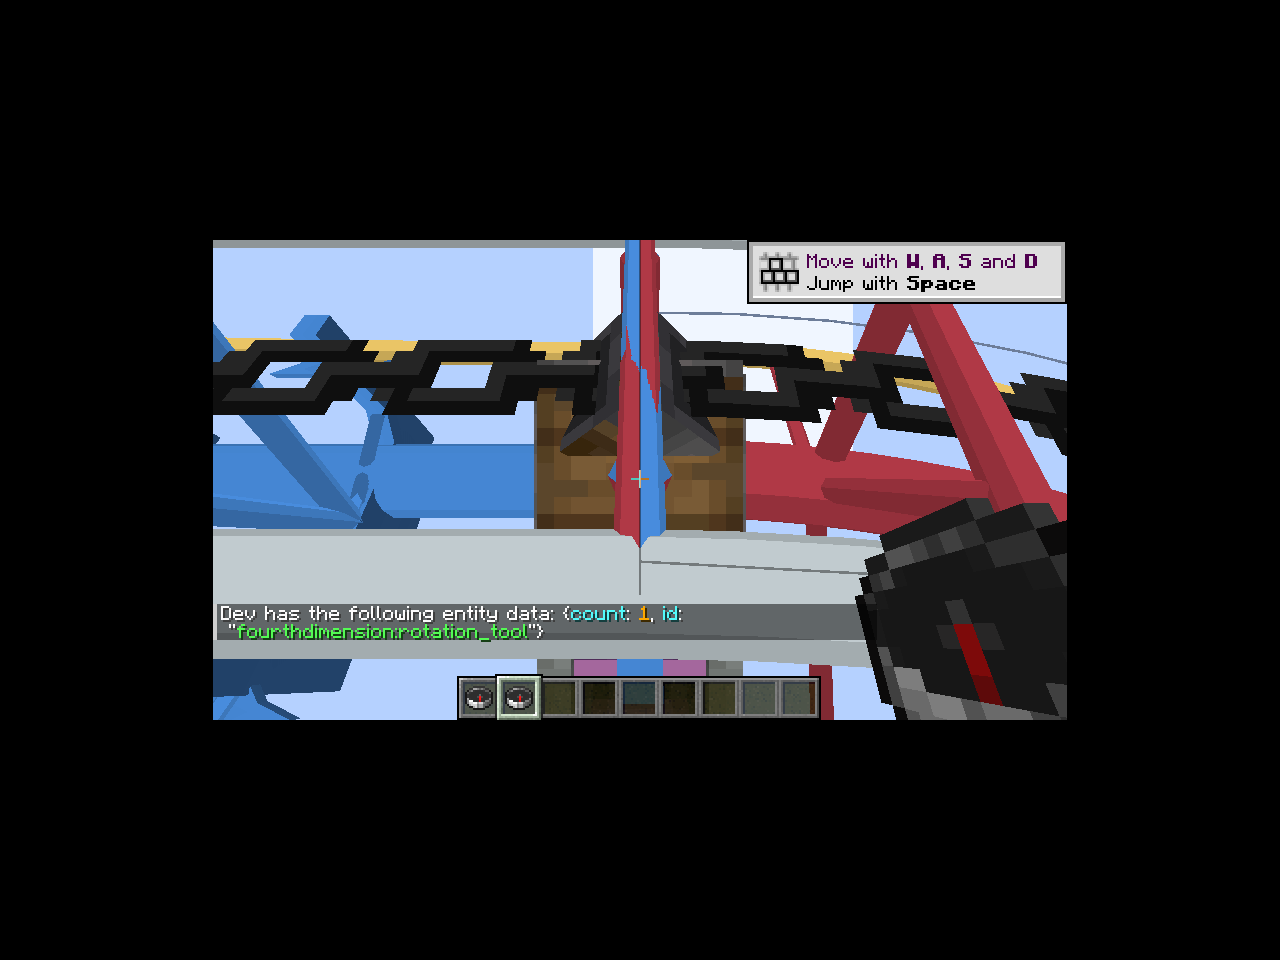 Move with W, A, S and D
Jump with Space
Dev has the following entity data: {count: 1, id:
"fourthdimension:rotation_tool"}